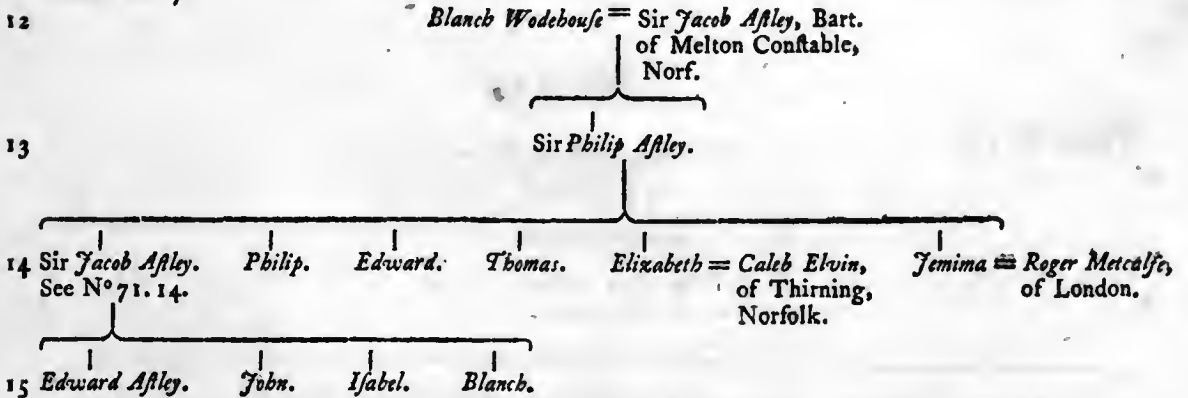 12 Blanch Wodehouſe = Sir Jacob Aſtley, Bart.
of Melton Conſtable,
Norf.
13 Sir Philip Aſtley.
14 Sir Jacob Aſtley. Philip. Edward. Thomas. Elizabeth = Caleb Elvin, Jemima = Roger Metcalfe,
See No 71. 14. of Thirning, of London.
Norfolk.
15 Edward Aſtley. John. Iſabel. Blanch.